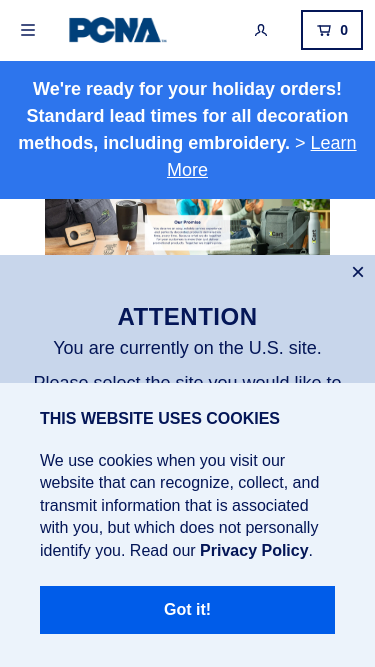 PCNA
0
We're ready for your holiday orders!
Standard lead times for all decoration
methods, including embroidery. > Learn
More
Our Promise
Cart
ATTENTION
You are currently on the U.S. site.
Please select the site you would like to
THIS WEBSITE USES COOKIES
We use cookies when you visit our
website that can recognize, collect, and
transmit information that is associated
with you, but which does not personally
identify you. Read our Privacy Policy.
Got it!